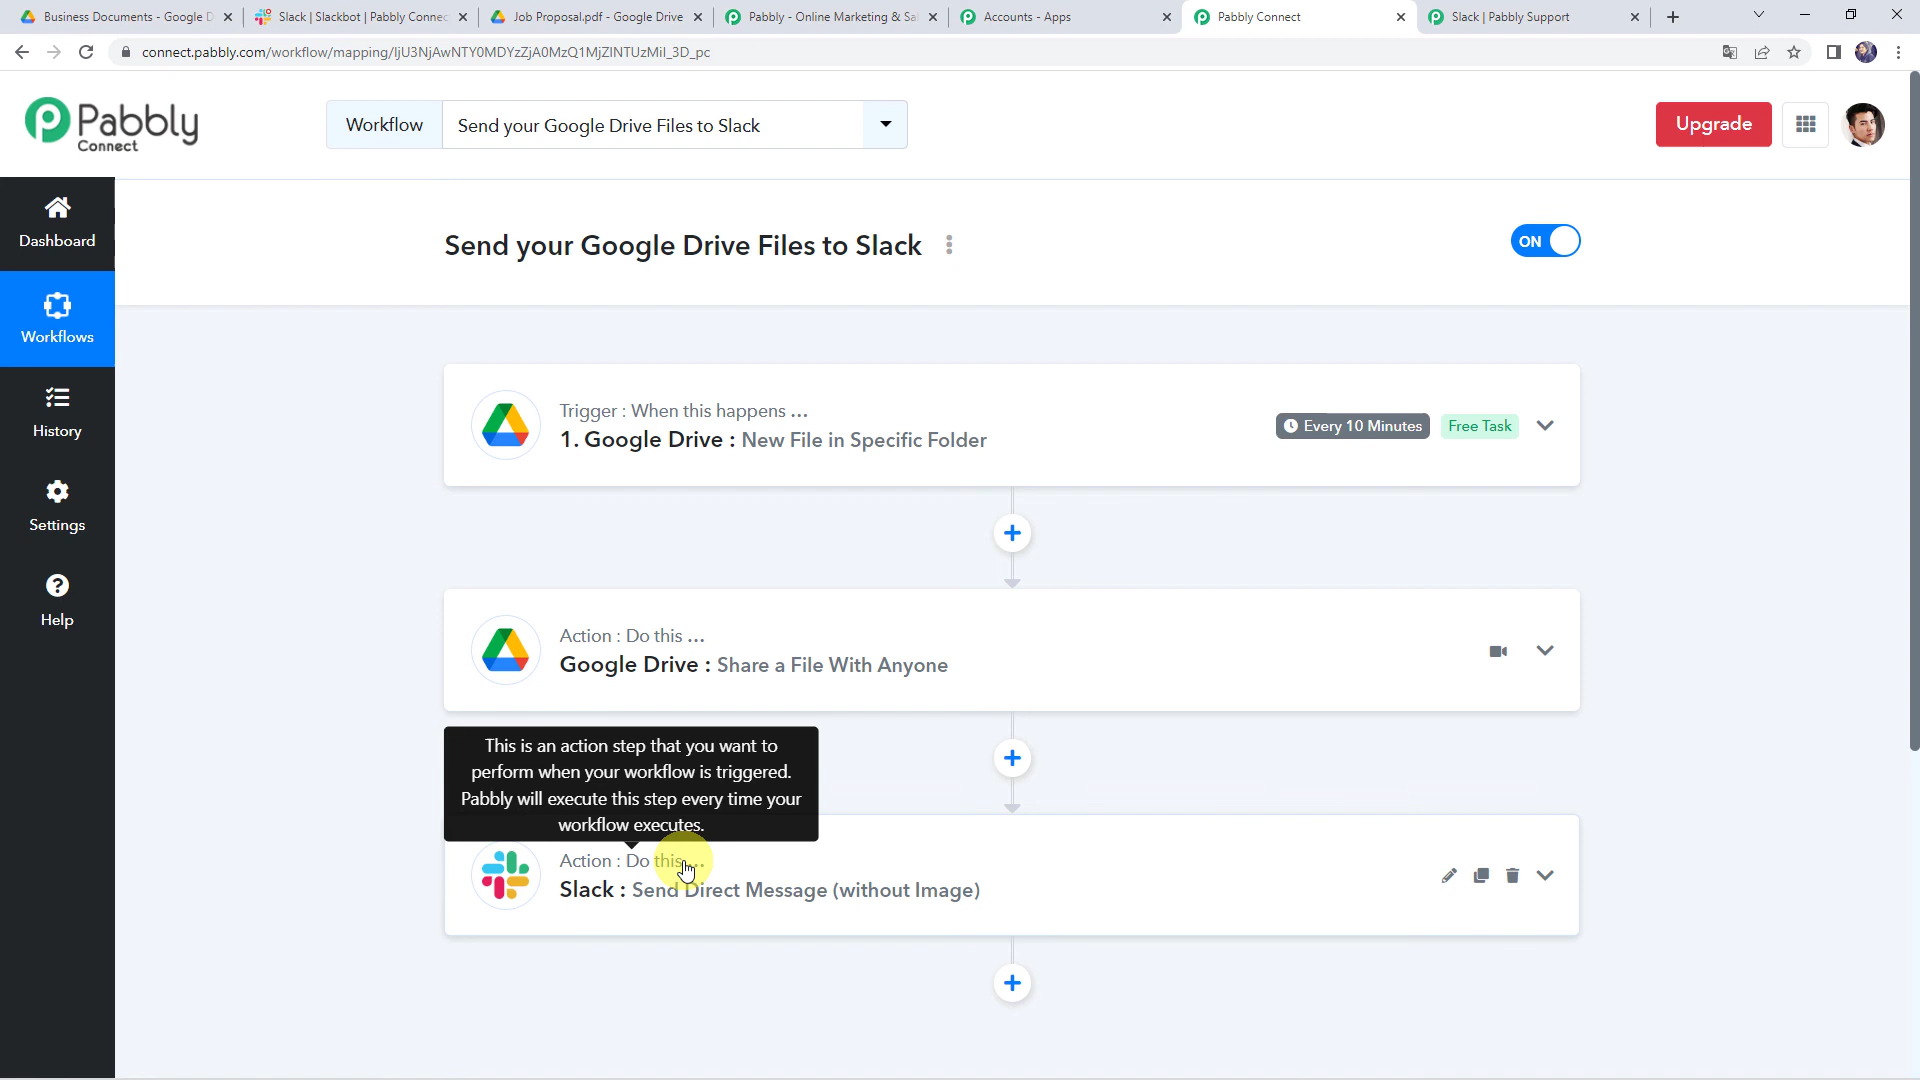 Business Documents - Google D
Slack | Slackbot | Pabbly Connec
Job Proposal.pdf - Google Drive
Pabbly - Online Marketing & Sal
Accounts - Apps
Pabbly Connect
Slack | Pabbly Support
connect.pabbly.com/workflow/mapping/IjU3NjAwNTY0MDYzZjA0MzQ1MjZlNTUzMiI_3D_pc
Pabbly
Connect
Workflow
Send your Google Drive Files to Slack
Upgrade
Dashboard
Workflows
History
Settings
Help
Send your Google Drive Files to Slack
ON
Trigger : When this happens ...
1. Google Drive : New File in Specific Folder
Every 10 Minutes
Free Task
Action : Do this ...
Google Drive : Share a File With Anyone
This is an action step that you want to
perform when your workflow is triggered.
Pabbly will execute this step every time your
workflow executes.
Action : Do this ...
Slack : Send Direct Message (without Image)